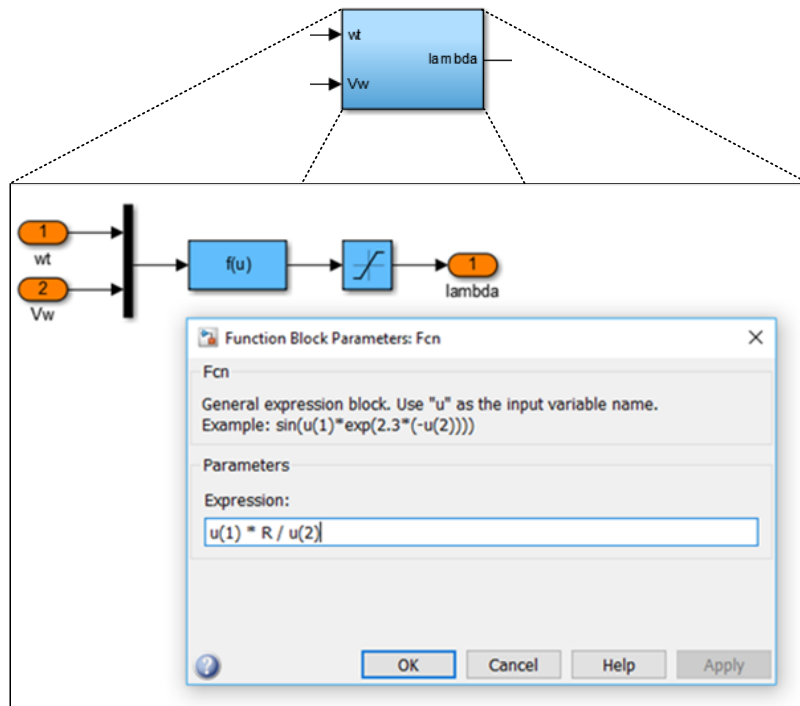 wt
lambda
Vw
1
wt
2
Vw
f(u)
1
lambda
Function Block Parameters: Fcn
Fcn
General expression block. Use "u" as the input variable name.
Example: sin(u(1)*exp(2.3*(-u(2))))
Parameters
Expression:
u(1) * R / u(2)
?
OK
Cancel
Help
Apply